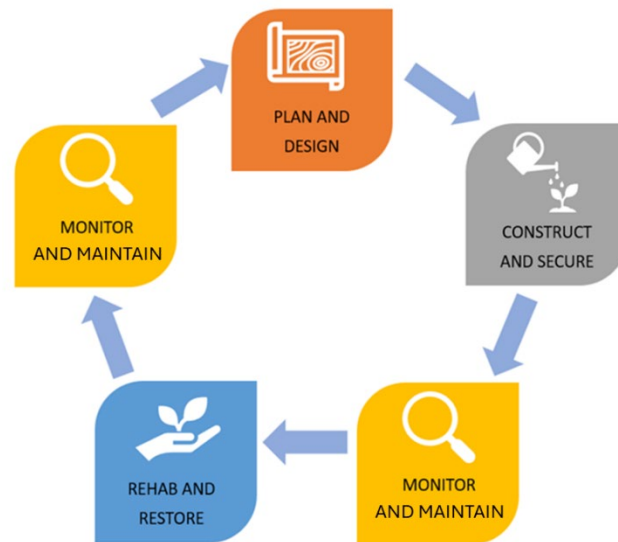 PLAN AND
DESIGN
CONSTRUCT
AND SECURE
MONITOR
AND MAINTAIN
REHAB AND
RESTORE
MONITOR
AND MAINTAIN